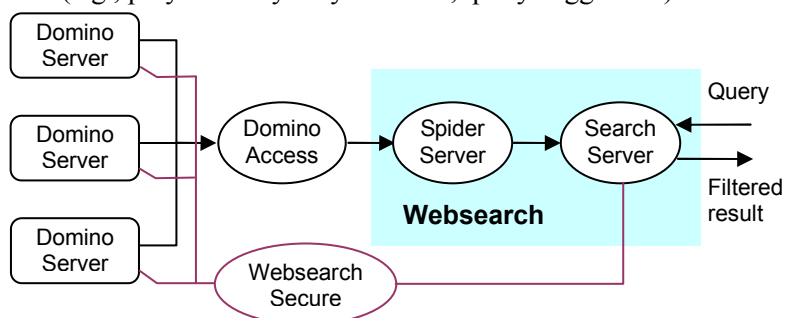 Domino
Server
Domino
Server
Domino
Server
Domino
Access
Spider
Server
Search
Server
Query
Filtered
result
Websearch
Websearch
Secure